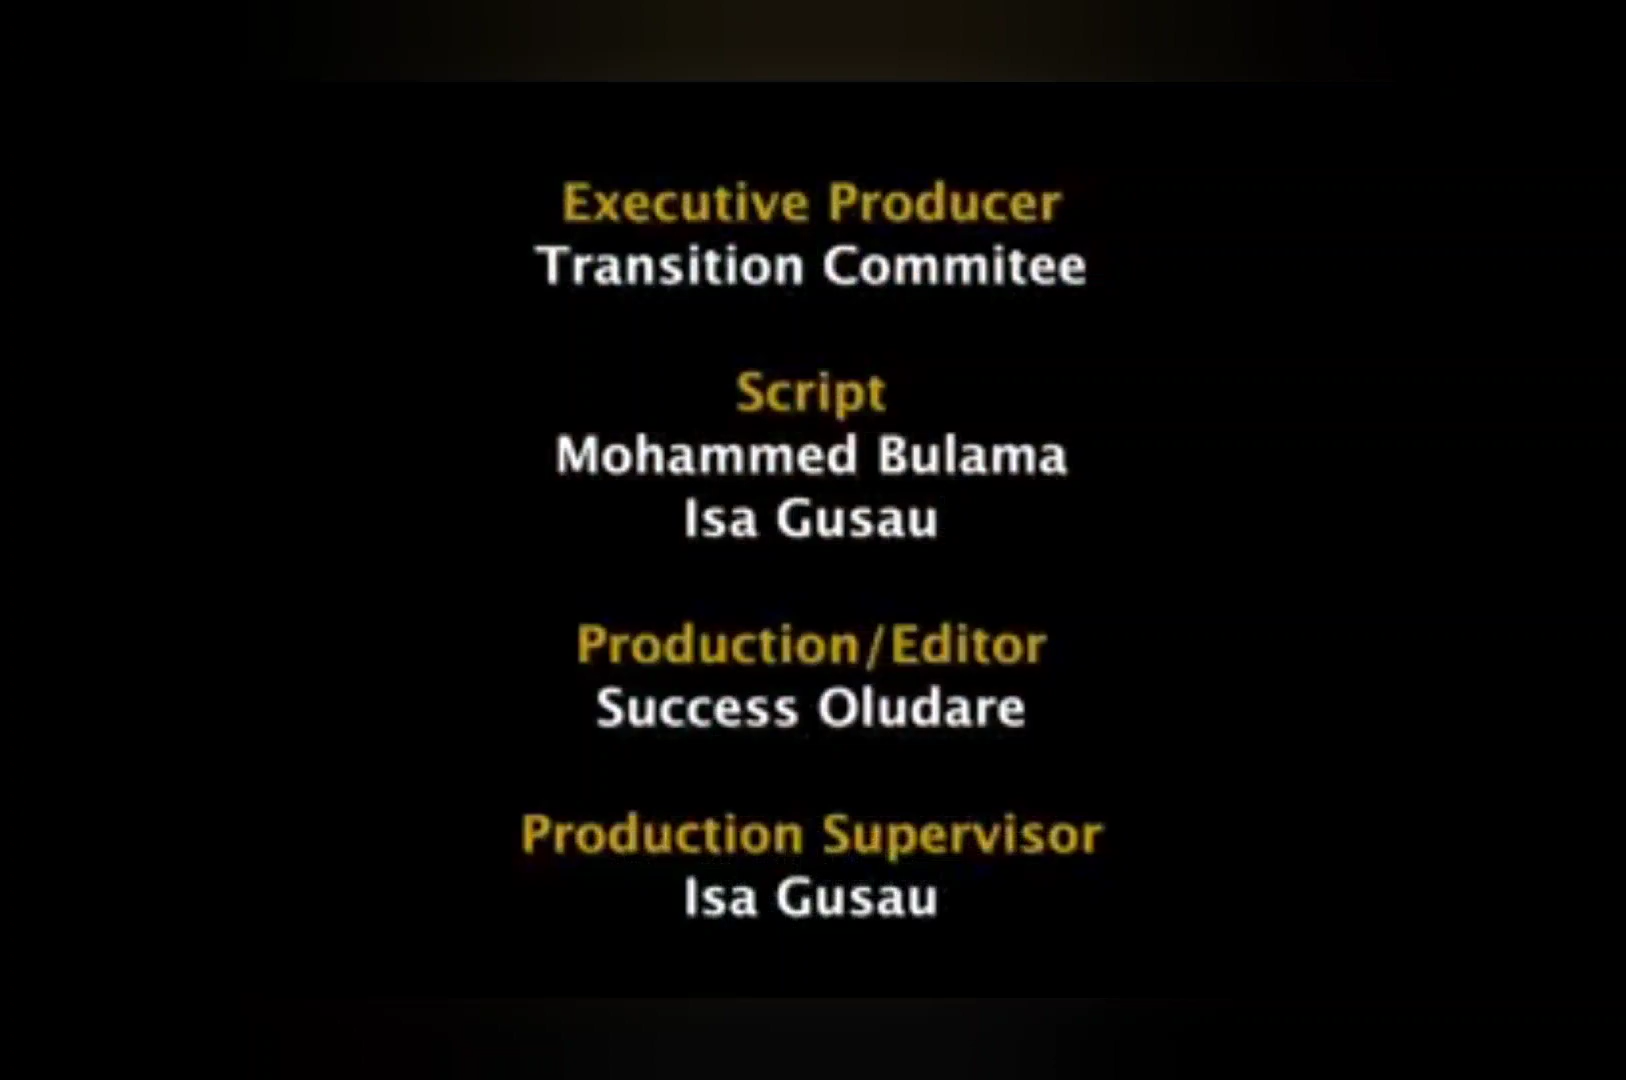 Executive Producer
Transition Commitee
Script
Mohammed Bulama
Isa Gusau
Production/Editor
Success Oludare
Production Supervisor
Isa Gusau